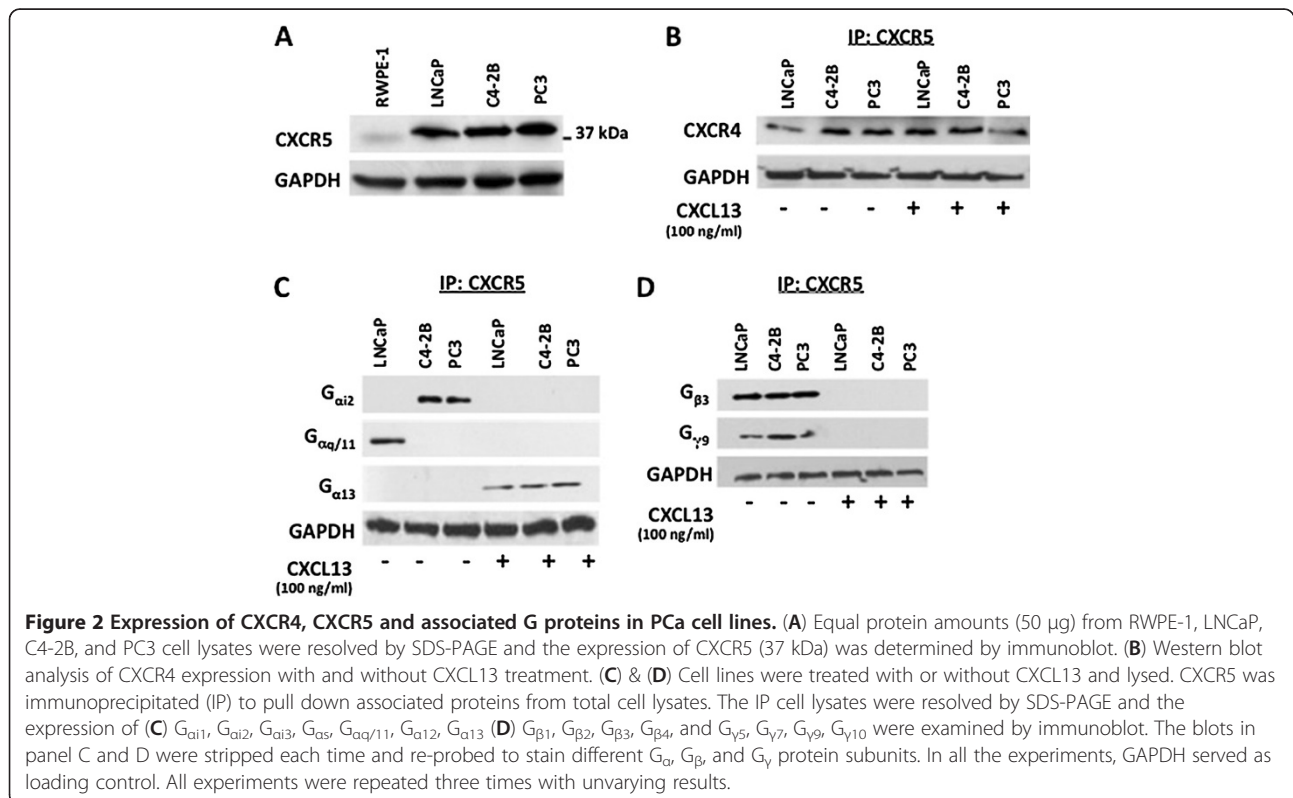 A
RWPE-1 LNCaP C4-2B PC3
CXCR5
37 kDa
GAPDH
B
IP: CXCR5
LNCaP C4-2B PC3 LNCaP C4-2B PC3
CXCR4
GAPDH
CXCL13 - - - + + +
(100 ng/ml)
C
IP: CXCR5
LNCaP C4-2B PC3 LNCaP C4-2B PC3
Gαi2
Gαq/11
Gα13
GAPDH
CXCL13 - - - + + +
(100 ng/ml)
D
IP: CXCR5
LNCaP C4-2B PC3 LNCaP C4-2B PC3
Gβ3
Gγ9
GAPDH
CXCL13 - - - + + +
(100 ng/ml)
Figure 2 Expression of CXCR4, CXCR5 and associated G proteins in PCa cell lines. (A) Equal protein amounts (50 μg) from RWPE-1, LNCaP,
C4-2B, and PC3 cell lysates were resolved by SDS-PAGE and the expression of CXCR5 (37 kDa) was determined by immunoblot. (B) Western blot
analysis of CXCR4 expression with and without CXCL13 treatment. (C) & (D) Cell lines were treated with or without CXCL13 and lysed. CXCR5 was
immunoprecipitated (IP) to pull down associated proteins from total cell lysates. The IP cell lysates were resolved by SDS-PAGE and the
expression of (C) Gαi1, Gαi2, Gαi3, Gαs, Gαq/11, Gα12, Gα13 (D) Gβ1, Gβ2, Gβ3, Gβ4, and Gγ5, Gγ7, Gγ9, Gγ10 were examined by immunoblot. The blots in
panel C and D were stripped each time and re-probed to stain different Gα, Gβ, and Gγ protein subunits. In all the experiments, GAPDH served as
loading control. All experiments were repeated three times with unvarying results.